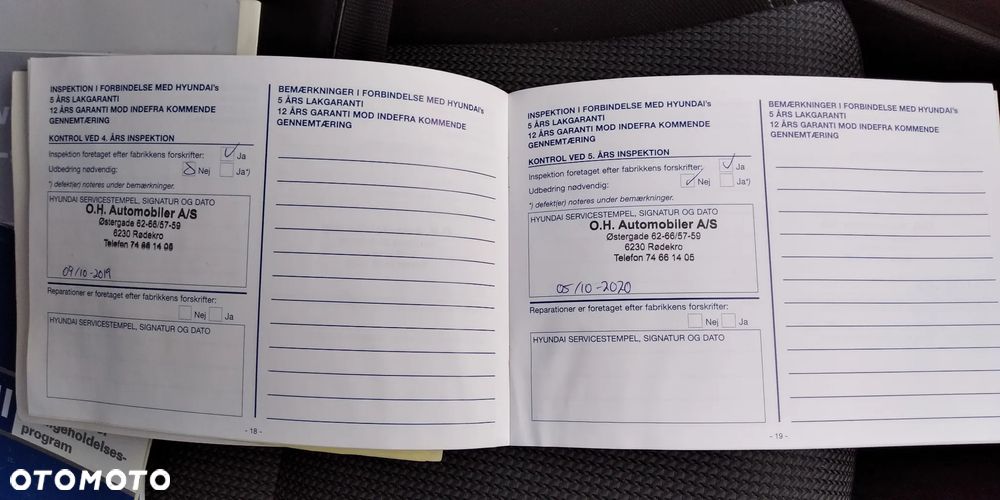 INSPEKTION I FORBINDELSE MED HYUNDAI's
5 ÅRS LAKGARANTI
12 ÅRS GARANTI MOD INDEFRA KOMMENDE
GENNEMTÆRING
KONTROL VED 4. ÅRS INSPEKTION
Inspektion foretaget efter fabrikkens forskrifter: Ja
Udbedring nødvendig: Nej Ja*)
*) defekt(er) noteres under bemærkninger.
HYUNDAI SERVICESTEMPEL, SIGNATUR OG DATO
O.H. Automobiler A/S
Østergade 62-66/57-59
6230 Rødekro
Telefon 74 66 14 05
09/10-2019
Reparationer er foretaget efter fabrikkens forskrifter:
Nej Ja
HYUNDAI SERVICESTEMPEL, SIGNATUR OG DATO
BEMÆRKNINGER I FORBINDELSE MED HYUNDAI's
5 ÅRS LAKGARANTI
12 ÅRS GARANTI MOD INDEFRA KOMMENDE
GENNEMTÆRING
- 18 -
INSPEKTION I FORBINDELSE MED HYUNDAI's
5 ÅRS LAKGARANTI
12 ÅRS GARANTI MOD INDEFRA KOMMENDE
GENNEMTÆRING
KONTROL VED 5. ÅRS INSPEKTION
Inspektion foretaget efter fabrikkens forskrifter: Ja
Udbedring nødvendig: Nej Ja*)
*) defekt(er) noteres under bemærkninger.
HYUNDAI SERVICESTEMPEL, SIGNATUR OG DATO
O.H. Automobiler A/S
Østergade 62-66/57-59
6230 Rødekro
Telefon 74 66 14 05
05/10-2020
Reparationer er foretaget efter fabrikkens forskrifter:
Nej Ja
HYUNDAI SERVICESTEMPEL, SIGNATUR OG DATO
BEMÆRKNINGER I FORBINDELSE MED HYUNDAI's
5 ÅRS LAKGARANTI
12 ÅRS GARANTI MOD INDEFRA KOMMENDE
GENNEMTÆRING
- 19 -
program
OTOMOTO